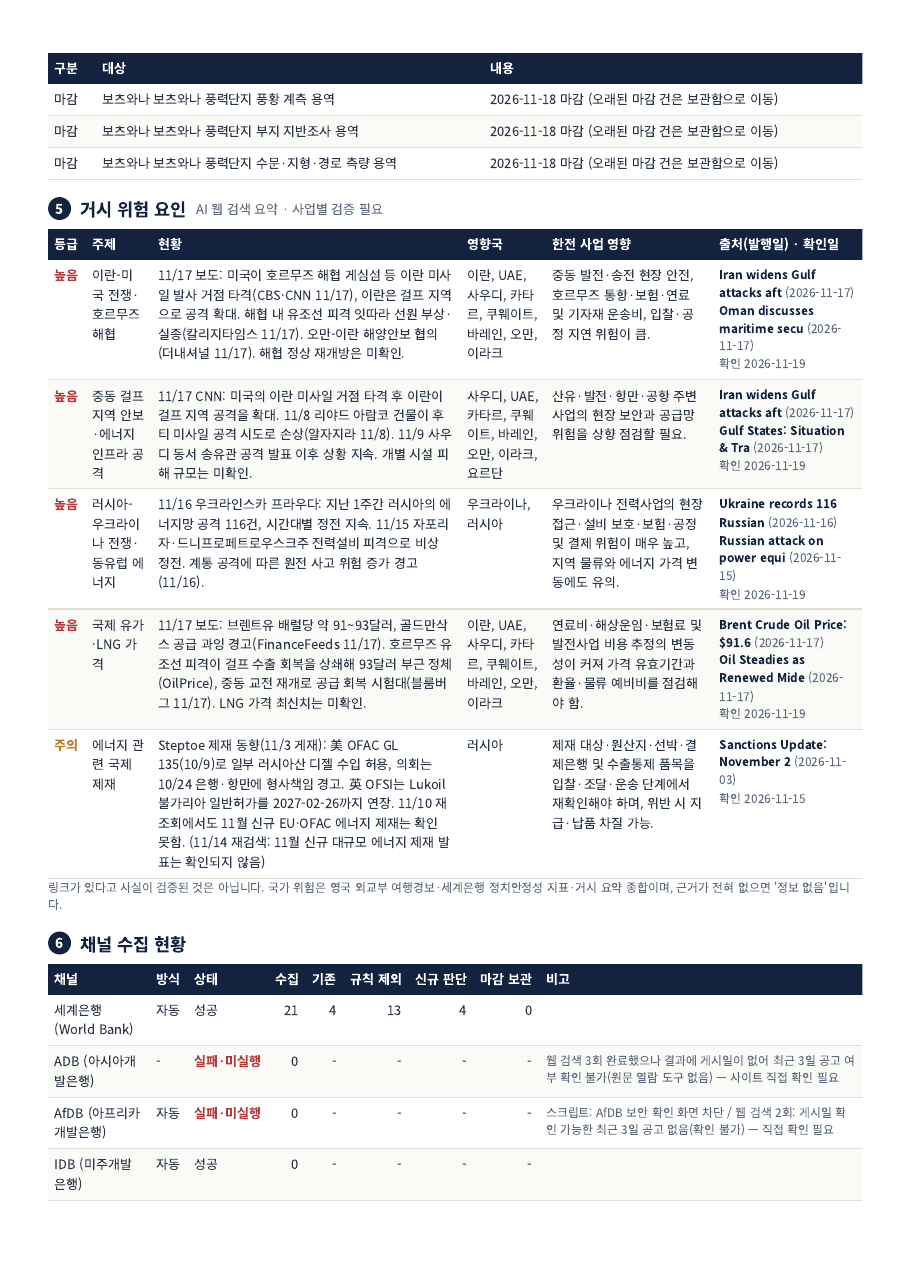 구분 대상 내용
마감 보츠와나 보츠와나 풍력단지 풍황 계측 용역 2026-11-18 마감 (오래된 마감 건은 보관함으로 이동)
마감 보츠와나 보츠와나 풍력단지 부지 지반조사 용역 2026-11-18 마감 (오래된 마감 건은 보관함으로 이동)
마감 보츠와나 보츠와나 풍력단지 수문·지형·경로 측량 용역 2026-11-18 마감 (오래된 마감 건은 보관함으로 이동)
5 거시 위험 요인 AI 웹 검색 요약 · 사업별 검증 필요
등급 주제 현황 영향국 한전 사업 영향 출처(발행일) · 확인일
높음
이란-미
국 전쟁·
호르무즈
해협
11/17 보도: 미국이 호르무즈 해협 게심섬 등 이란 미사
일 발사 거점 타격(CBS·CNN 11/17), 이란은 걸프 지역
으로 공격 확대. 해협 내 유조선 피격 잇따라 선원 부상·
실종(칼리지타임스 11/17). 오만-이란 해양안보 협의
(더내셔널 11/17). 해협 정상 재개방은 미확인.
이란, UAE,
사우디, 카타
르, 쿠웨이트,
바레인, 오만,
이라크
중동 발전·송전 현장 안전,
호르무즈 통항·보험·연료
및 기자재 운송비, 입찰·공
정 지연 위험이 큼.
Iran widens Gulf
attacks aft (2026-11-17)
Oman discusses
maritime secu (2026-
11-17)
확인 2026-11-19
높음
중동 걸프
지역 안보
·에너지
인프라 공
격
11/17 CNN: 미국의 이란 미사일 거점 타격 후 이란이
걸프 지역 공격을 확대. 11/8 리야드 아람코 건물이 후
티 미사일 공격 시도로 손상(알자지라 11/8). 11/9 사우
디 동서 송유관 공격 발표 이후 상황 지속. 개별 시설 피
해 규모는 미확인.
사우디, UAE,
카타르, 쿠웨
이트, 바레인,
오만, 이라크,
요르단
산유·발전·항만·공항 주변
사업의 현장 보안과 공급망
위험을 상향 점검할 필요.
Iran widens Gulf
attacks aft (2026-11-17)
Gulf States: Situation
& Tra (2026-11-17)
확인 2026-11-19
높음
러시아-
우크라이
나 전쟁·
동유럽 에
너지
11/16 우크라인스카 프라우다: 지난 1주간 러시아의 에
너지망 공격 116건, 시간대별 정전 지속. 11/15 자포리
자·드니프로페트로우스크주 전력설비 피격으로 비상
정전. 계통 공격에 따른 원전 사고 위험 증가 경고
(11/16).
우크라이나,
러시아
우크라이나 전력사업의 현장
접근·설비 보호·보험·공정
및 결제 위험이 매우 높고,
지역 물류와 에너지 가격 변
동에도 유의.
Ukraine records 116
Russian (2026-11-16)
Russian attack on
power equi (2026-11-
15)
확인 2026-11-19
높음
국제 유가
·LNG 가
격
11/17 보도: 브렌트유 배럴당 약 91~93달러, 골드만삭
스 공급 과잉 경고(FinanceFeeds 11/17). 호르무즈 유
조선 피격이 걸프 수출 회복을 상쇄해 93달러 부근 정체
(OilPrice), 중동 교전 재개로 공급 회복 시험대(블룸버
그 11/17). LNG 가격 최신치는 미확인.
이란, UAE,
사우디, 카타
르, 쿠웨이트,
바레인, 오만,
이라크
연료비·해상운임·보험료 및
발전사업 비용 추정의 변동
성이 커져 가격 유효기간과
환율·물류 예비비를 점검해
야 함.
Brent Crude Oil Price:
$91.6 (2026-11-17)
Oil Steadies as
Renewed Mide (2026-
11-17)
확인 2026-11-19
주의
에너지 관
련 국제
제재
Steptoe 제재 동향(11/3 게재): 美 OFAC GL
135(10/9)로 일부 러시아산 디젤 수입 허용, 의회는
10/24 은행·항만에 형사책임 경고. 英 OFSI는 Lukoil
불가리아 일반허가를 2027-02-26까지 연장. 11/10 재
조회에서도 11월 신규 EU·OFAC 에너지 제재는 확인
못함. (11/14 재검색: 11월 신규 대규모 에너지 제재 발
표는 확인되지 않음)
러시아
제재 대상·원산지·선박·결
제은행 및 수출통제 품목을
입찰·조달·운송 단계에서
재확인해야 하며, 위반 시 지
급·납품 차질 가능.
Sanctions Update:
November 2 (2026-11-
03)
확인 2026-11-15
링크가 있다고 사실이 검증된 것은 아닙니다. 국가 위험은 영국 외교부 여행경보·세계은행 정치안정성 지표·거시 요약 종합이며, 근거가 전혀 없으면 '정보 없음'입니
다.
6 채널 수집 현황
채널 방식 상태 수집 기존 규칙 제외 신규 판단 마감 보관 비고
세계은행
(World Bank)
자동 성공 21 4 13 4 0
ADB (아시아개
발은행)
- 실패·미실행 0 - - - -
웹 검색 3회 완료했으나 결과에 게시일이 없어 최근 3일 공고 여
부 확인 불가(원문 열람 도구 없음) — 사이트 직접 확인 필요
AfDB (아프리카
개발은행)
자동 실패·미실행 0 - - - -
스크립트: AfDB 보안 확인 화면 차단 / 웹 검색 2회: 게시일 확
인 가능한 최근 3일 공고 없음(확인 불가) — 직접 확인 필요
IDB (미주개발
은행)
자동 성공 0 - - - -